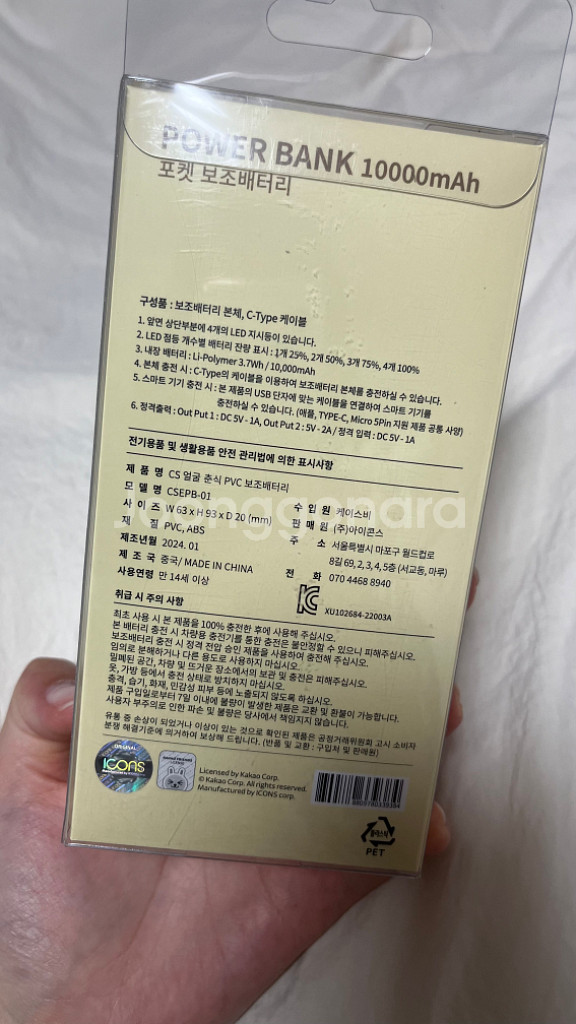 POWER BANK 10000mAh
포켓 보조배터리
구성품 : 보조배터리 본체, C-Type 케이블
1. 앞면 상단부분에 4개의 LED 지시등이 있습니다.
2. LED 점등 개수별 배터리 잔량 표시 : 1개 25%, 2개 50%, 3개 75%, 4개 100%
3. 내장 배터리 : Li-Polymer 3.7Wh / 10,000mAh
4. 본체 충전 시 : C-Type의 케이블을 이용하여 보조배터리 본체를 충전하실 수 있습니다.
5. 스마트 기기 충전 시 : 본 제품의 USB 단자에 맞는 케이블을 연결하여 스마트 기기를
충전하실 수 있습니다. (애플, TYPE-C, Micro 5Pin 지원 제품 공통 사양)
6. 정격출력 : Out Put 1 : DC 5V - 1A, Out Put 2 : 5V - 2A / 정격 입력 : DC 5V - 1A
전기용품 및 생활용품 안전 관리법에 의한 표시사항
제 품 명 CS 얼굴 춘식 PVC 보조배터리
모 델 명 CSEPB-01
사 이 즈 W 63 x H 93 x D 20 (mm)
재 질 PVC, ABS
제조년월 2024. 01
제 조 국 중국/ MADE IN CHINA
사용연령 만 14세 이상
수 입 원 케이스비
판 매 원 (주)아이콘스
주 소 서울특별시 마포구 월드컵로
8길 69, 2, 3, 4, 5층 (서교동, 마루)
전 화 070 4468 8940
XU102684-22003A
취급 시 주의 사항
최초 사용 시 본 제품을 100% 충전한 후에 사용해 주십시오.
본 배터리 충전 시 차량용 충전기를 통한 충전은 불안정할 수 있으니 피해주십시오.
보조배터리 충전 시 정격 전압 승인 제품을 사용하여 충전해 주십시오.
임의로 분해하거나 다른 용도로 사용하지 마십시오.
밀폐된 공간, 차량 및 뜨거운 장소에서의 보관 및 충전은 피해주십시오.
옷, 가방 등에서 충전 상태로 방치하지 마십시오.
충격, 습기, 화재, 민감성 피부 등에 노출되지 않도록 하십시오.
제품 구입일로부터 7일 이내에 불량이 발생한 제품은 교환 및 환불이 가능합니다.
사용자 부주의로 인한 파손 및 불량은 당사에서 책임지지 않습니다.
유통 중 손상이 되었거나 이상이 있는 것으로 확인된 제품은 공정거래위원회 고시 소비자
분쟁 해결기준에 의거하여 보상해 드립니다. (반품 및 교환 : 구입처 및 판매원)
ORIGINAL
ICONS
Licensed by Kakao Corp.
© Kakao Corp. All rights reserved.
Manufactured by ICONS corp.
플라스틱
PET
Joonggonara